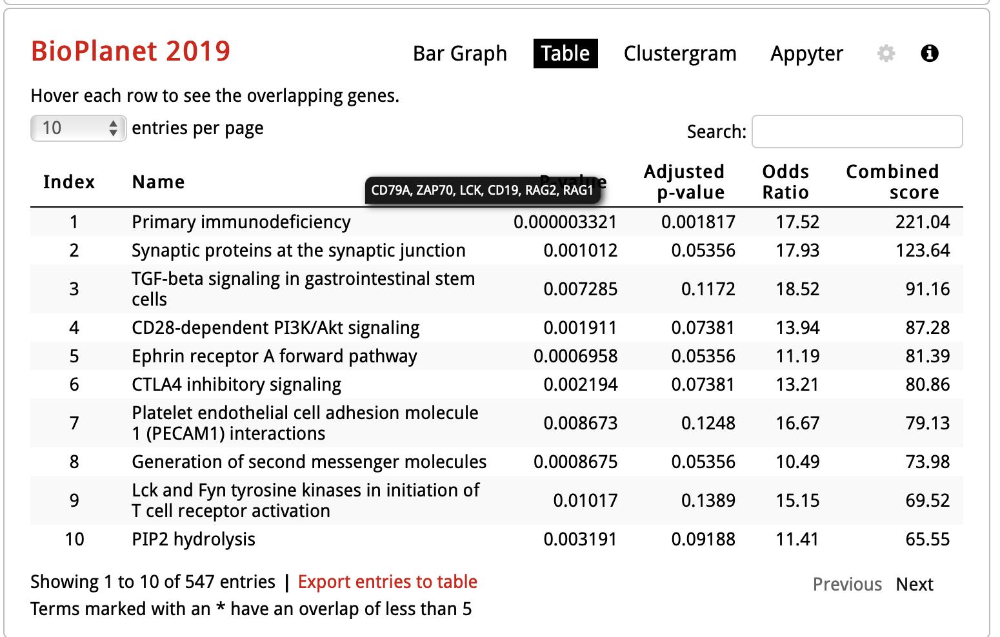 BioPlanet 2019
Bar Graph Table Clustergram Appyter
Hover each row to see the overlapping genes.
10 entries per page
Search:
Index Name P-value Adjusted p-value Odds Ratio Combined score
CD79A, ZAP70, LCK, CD19, RAG2, RAG1
1 Primary immunodeficiency 0.000003321 0.001817 17.52 221.04
2 Synaptic proteins at the synaptic junction 0.001012 0.05356 17.93 123.64
3 TGF-beta signaling in gastrointestinal stem cells 0.007285 0.1172 18.52 91.16
4 CD28-dependent PI3K/Akt signaling 0.001911 0.07381 13.94 87.28
5 Ephrin receptor A forward pathway 0.0006958 0.05356 11.19 81.39
6 CTLA4 inhibitory signaling 0.002194 0.07381 13.21 80.86
7 Platelet endothelial cell adhesion molecule 1 (PECAM1) interactions 0.008673 0.1248 16.67 79.13
8 Generation of second messenger molecules 0.0008675 0.05356 10.49 73.98
9 Lck and Fyn tyrosine kinases in initiation of T cell receptor activation 0.01017 0.1389 15.15 69.52
10 PIP2 hydrolysis 0.003191 0.09188 11.41 65.55
Showing 1 to 10 of 547 entries | Export entries to table
Previous Next
Terms marked with an * have an overlap of less than 5